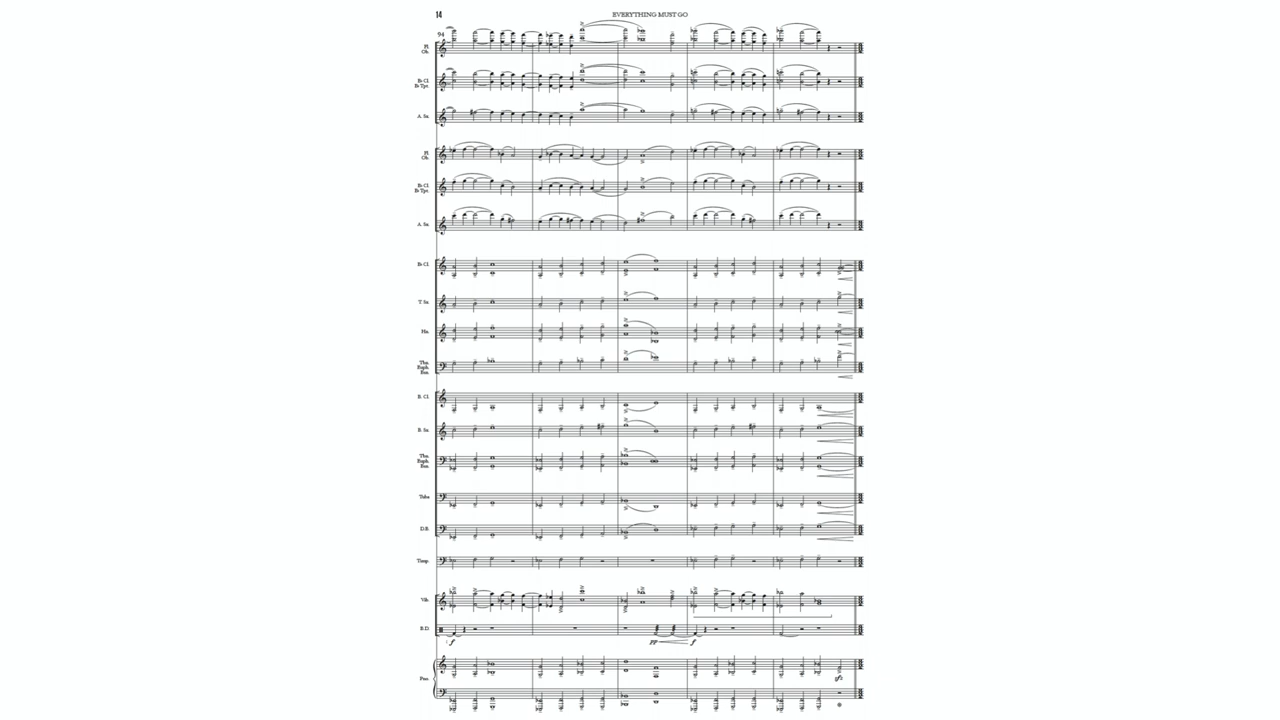 14
EVERYTHING MUST GO
94
Fl.
Ob.
B♭ Cl.
B♭ Tpt.
A. Sx.
Fl.
Ob.
B♭ Cl.
B♭ Tpt.
A. Sx.
B♭ Cl.
T. Sx.
Hn.
Tbn.
Euph.
Bsn.
B. Cl.
B. Sx.
Tbn.
Euph.
Bsn.
Tuba
D.B.
Timp.
Vib.
B.D.
f
pp
f
Pno.
sfz